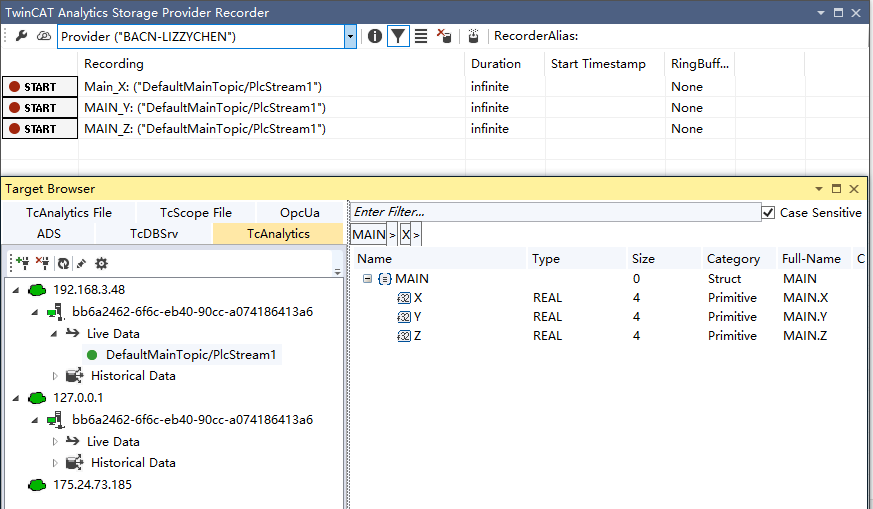 TwinCAT Analytics Storage Provider Recorder
Provider ("BACN-LIZZYCHEN") RecorderAlias:
Recording Duration Start Timestamp RingBuff...
START Main_X: ("DefaultMainTopic/PlcStream1") infinite None
START MAIN_Y: ("DefaultMainTopic/PlcStream1") infinite None
START MAIN_Z: ("DefaultMainTopic/PlcStream1") infinite None
Target Browser
TcAnalytics File TcScope File OpcUa
ADS TcDBSrv TcAnalytics
192.168.3.48
bb6a2462-6f6c-eb40-90cc-a074186413a6
Live Data
DefaultMainTopic/PlcStream1
Historical Data
127.0.0.1
bb6a2462-6f6c-eb40-90cc-a074186413a6
Live Data
Historical Data
175.24.73.185
Enter Filter... Case Sensitive
MAIN > X >
Name Type Size Category Full-Name C
MAIN 0 Struct MAIN
X REAL 4 Primitive MAIN.X
Y REAL 4 Primitive MAIN.Y
Z REAL 4 Primitive MAIN.Z